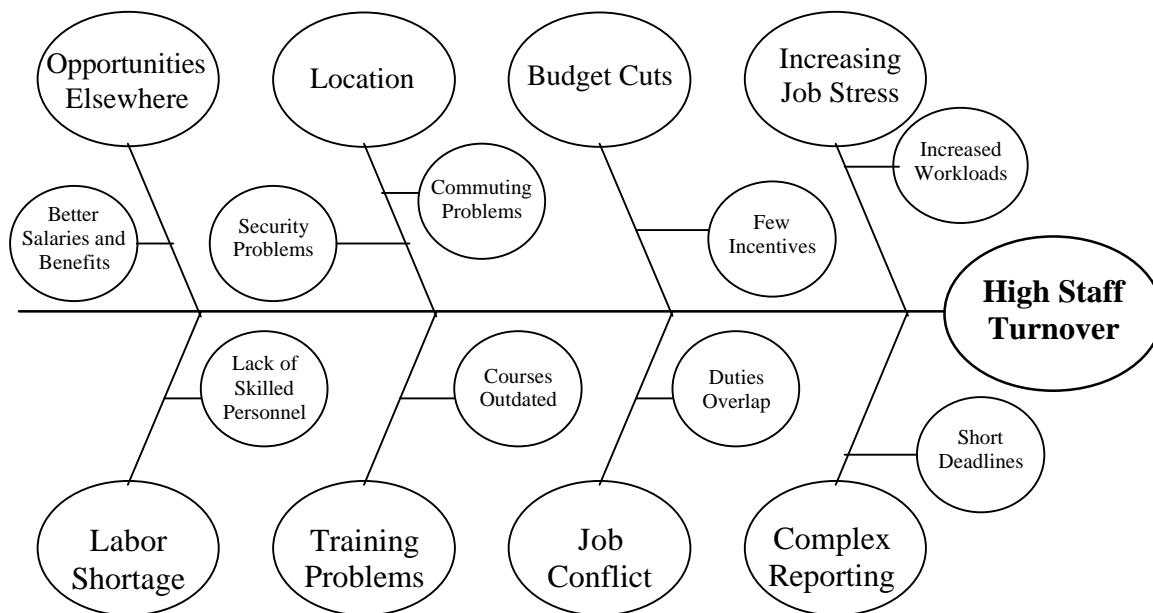 Opportunities
Elsewhere
Location
Budget Cuts
Increasing
Job Stress
Increased
Workloads
Commuting
Problems
Better
Salaries and
Benefits
Security
Problems
Few
Incentives
High Staff
Turnover
Lack of
Skilled
Personnel
Courses
Outdated
Duties
Overlap
Short
Deadlines
Labor
Shortage
Training
Problems
Job
Conflict
Complex
Reporting